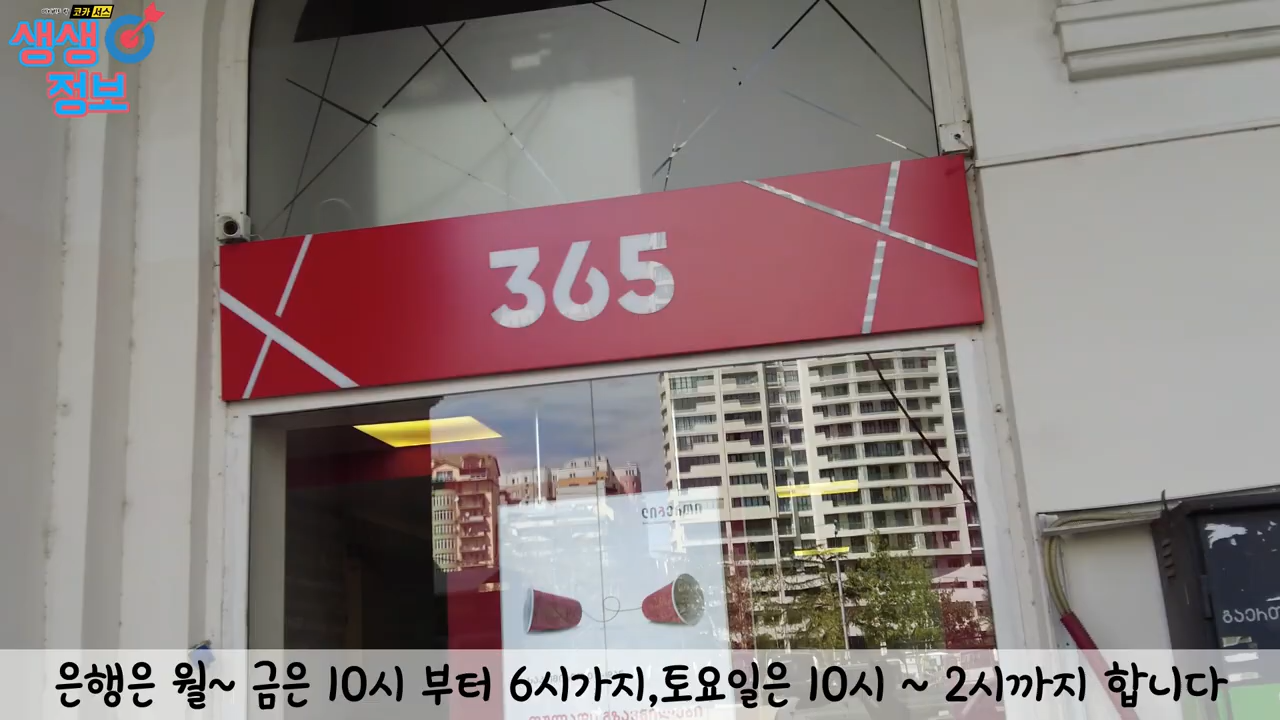 코카 서스
생생
정보
365
ფორტები
გაერთ
은행은 월~ 금은 10시 부터 6시가지,토요일은 10시 ~ 2시까지 합니다